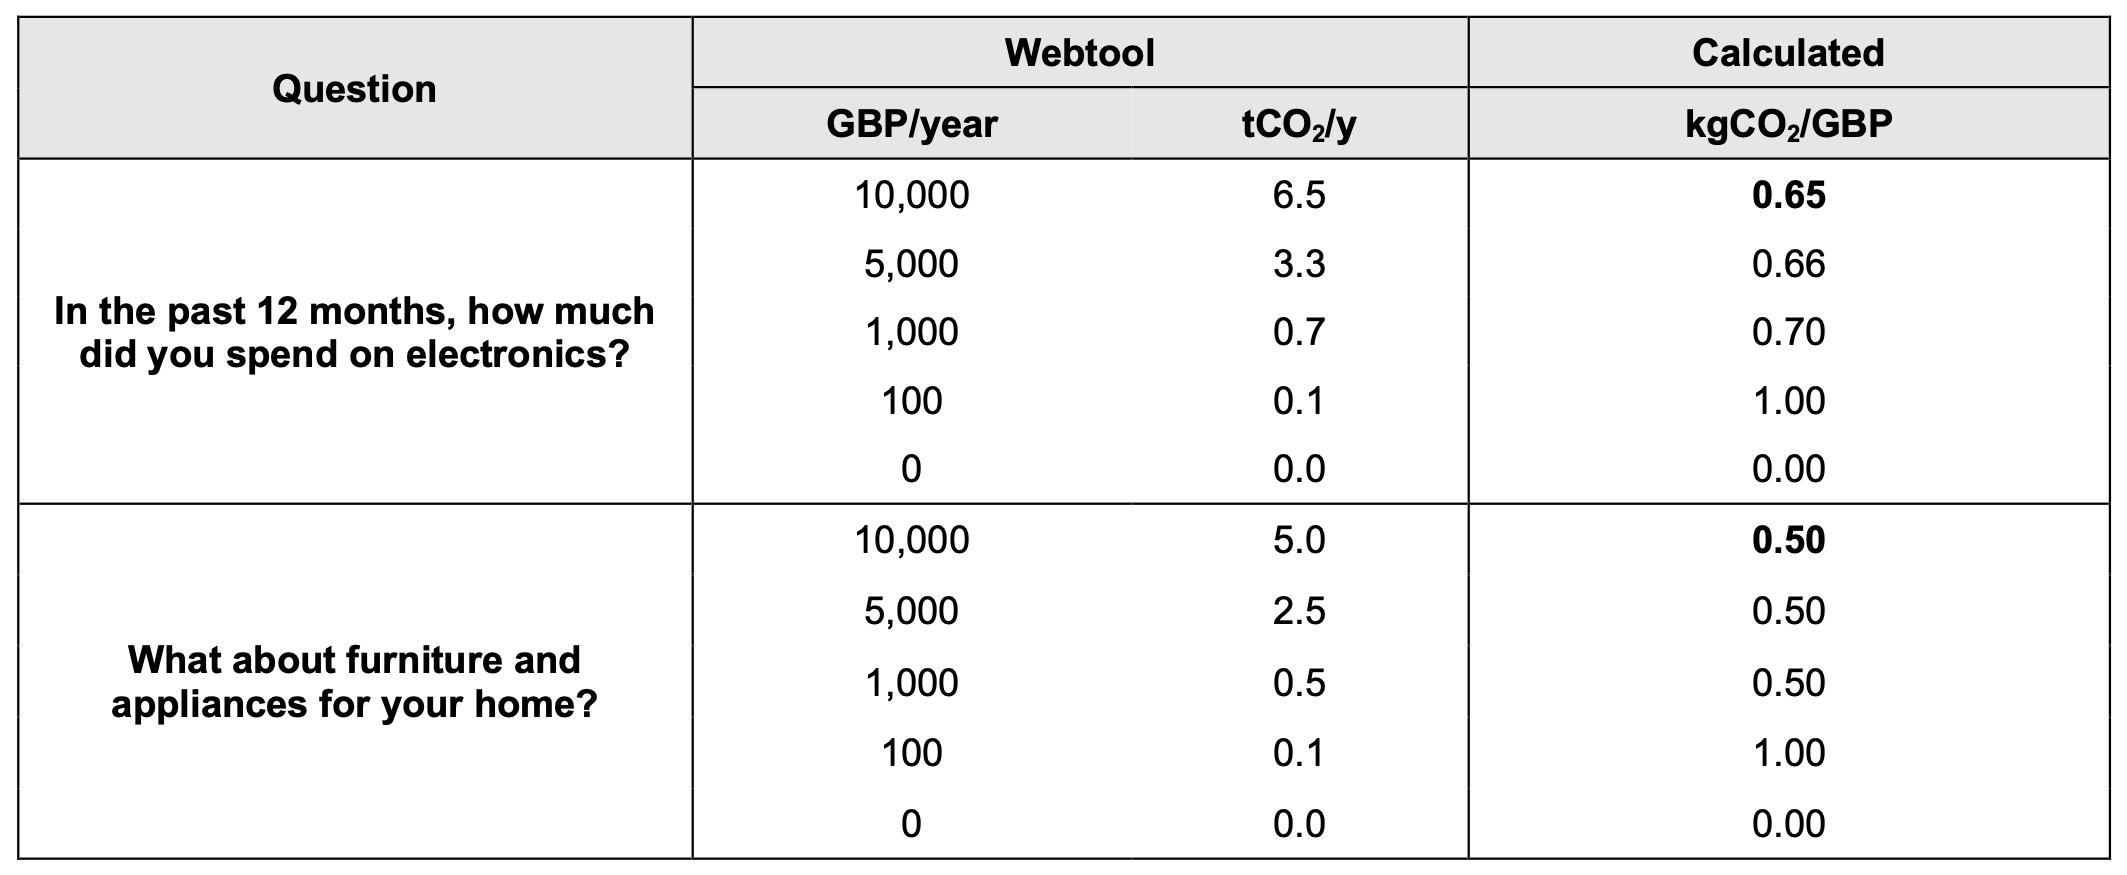 Question Webtool Calculated
GBP/year tCO₂/y kgCO₂/GBP
In the past 12 months, how much
did you spend on electronics?
10,000 6.5 0.65
5,000 3.3 0.66
1,000 0.7 0.70
100 0.1 1.00
0 0.0 0.00
What about furniture and
appliances for your home?
10,000 5.0 0.50
5,000 2.5 0.50
1,000 0.5 0.50
100 0.1 1.00
0 0.0 0.00